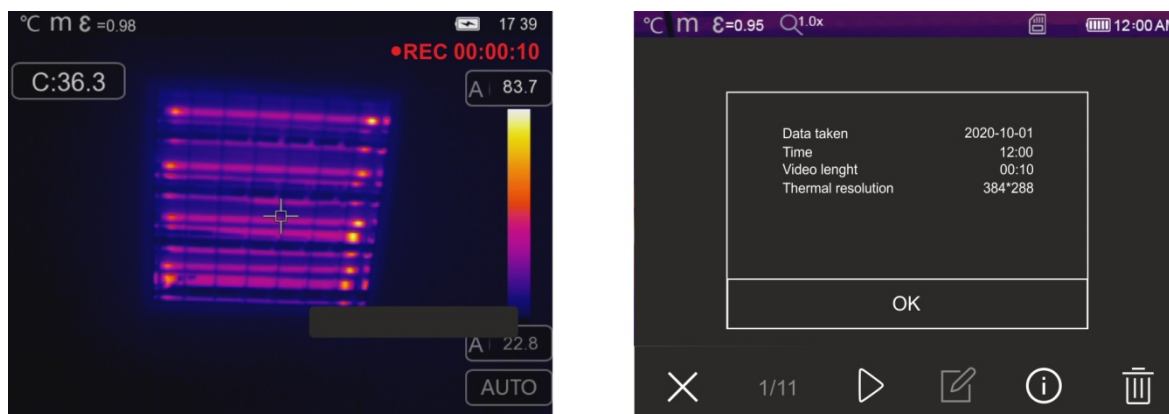 °C m ε =0.98 17 39
●REC 00:00:10
C:36.3
A 83.7
A 22.8
AUTO
°C m ε=0.95 1.0x 12:00 AM
Data taken 2020-10-01
Time 12:00
Video lenght 00:10
Thermal resolution 384*288
OK
1/11